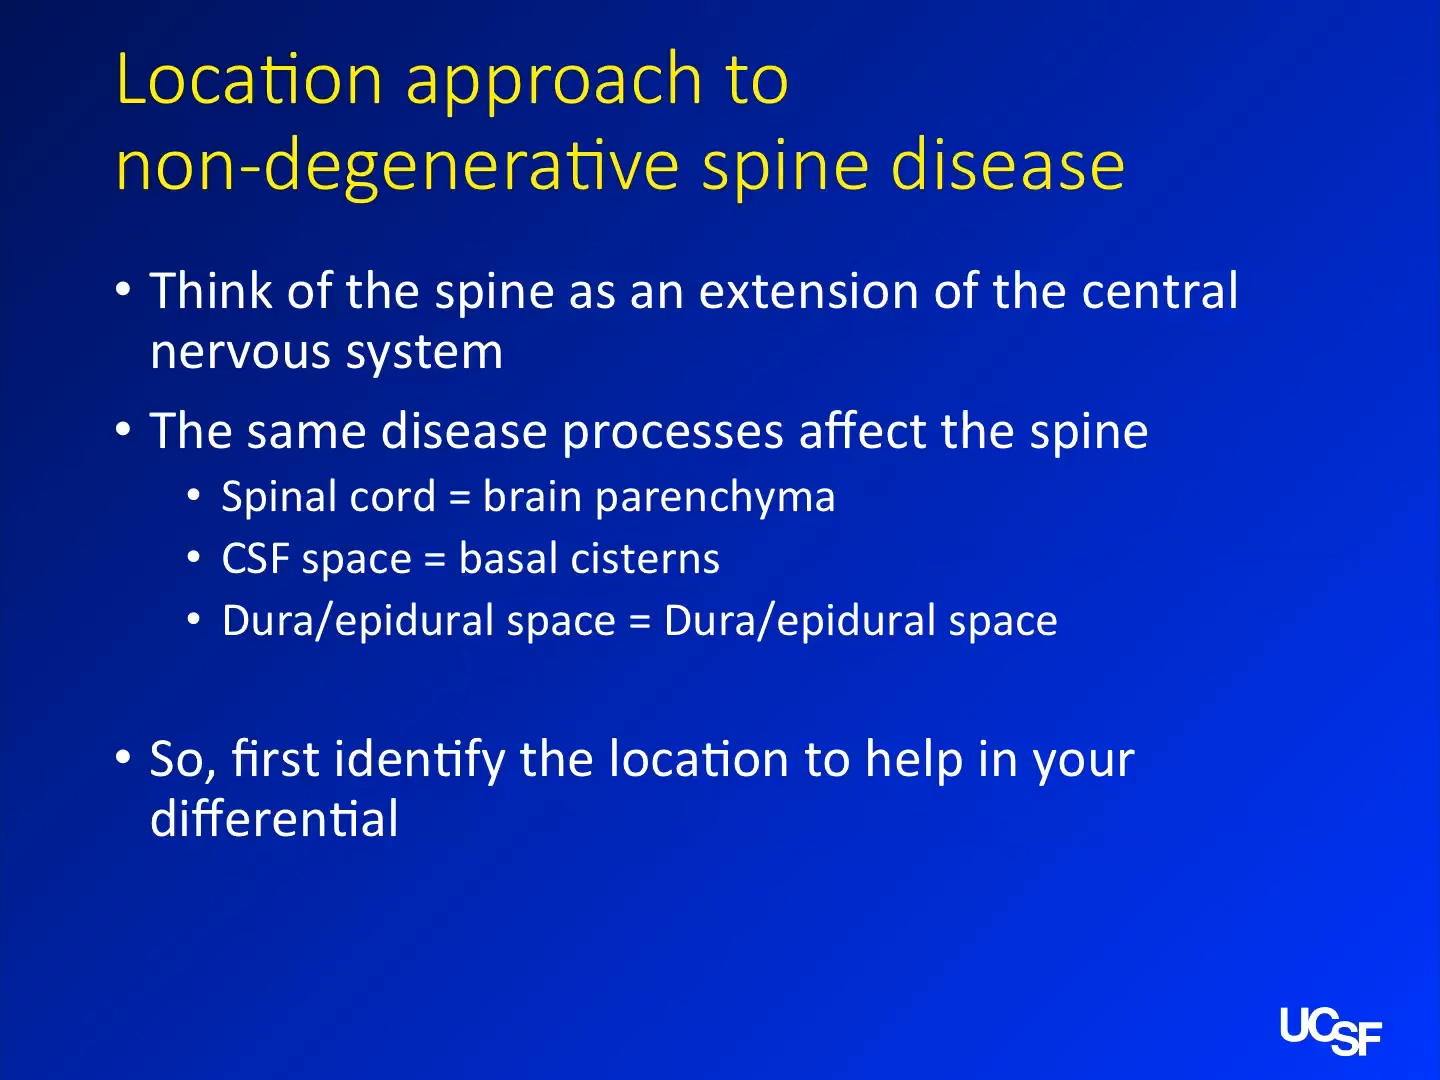 Location approach to
non-degenerative spine disease
• Think of the spine as an extension of the central
nervous system
• The same disease processes affect the spine
• Spinal cord = brain parenchyma
• CSF space = basal cisterns
• Dura/epidural space = Dura/epidural space
• So, first identify the location to help in your
differential
UCSF